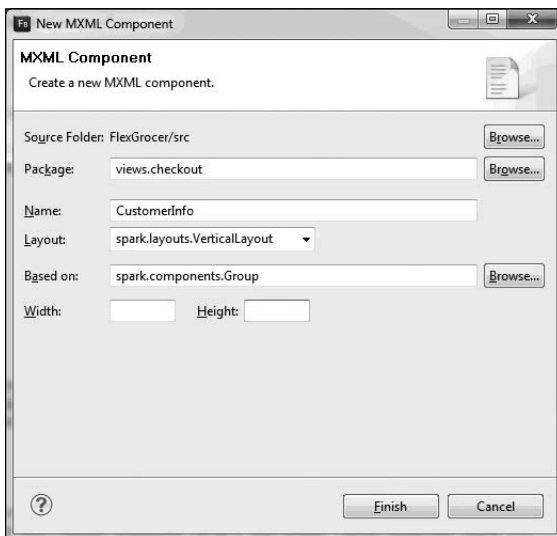 Fb New MXML Component
MXML Component
Create a new MXML component.
Source Folder: FlexGrocer/src Browse...
Package: views.checkout Browse...
Name: CustomerInfo
Layout: spark.layouts.VerticalLayout
Based on: spark.components.Group Browse...
Width: Height:
? Finish Cancel